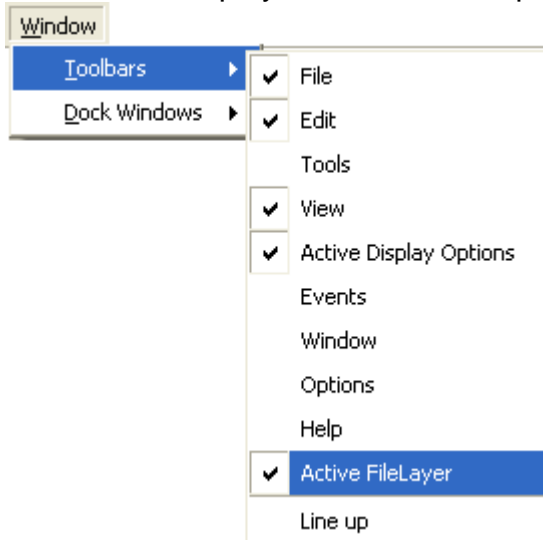 Window
Toolbars
Dock Windows
File
Edit
Tools
View
Active Display Options
Events
Window
Options
Help
Active FileLayer
Line up